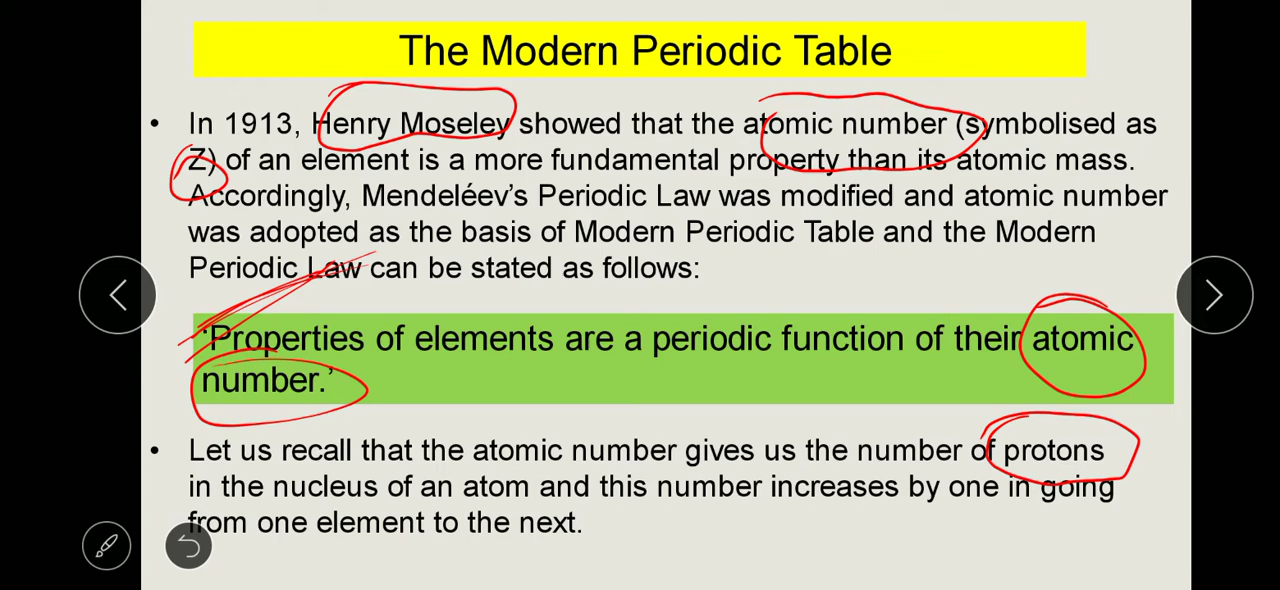 The Modern Periodic Table
• In 1913, Henry Moseley showed that the atomic number (symbolised as
Z) of an element is a more fundamental property than its atomic mass.
Accordingly, Mendeléev’s Periodic Law was modified and atomic number
was adopted as the basis of Modern Periodic Table and the Modern
Periodic Law can be stated as follows:
‘Properties of elements are a periodic function of their atomic
number.’
• Let us recall that the atomic number gives us the number of protons
in the nucleus of an atom and this number increases by one in going
from one element to the next.